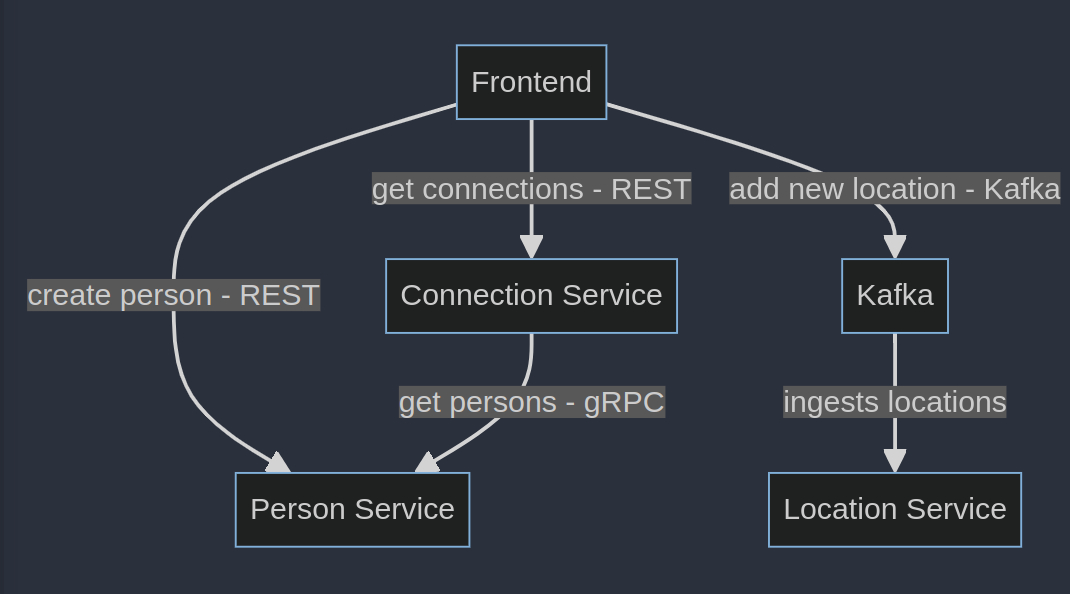 Frontend
get connections - REST
add new location - Kafka
create person - REST
Connection Service
Kafka
get persons - gRPC
ingests locations
Person Service
Location Service